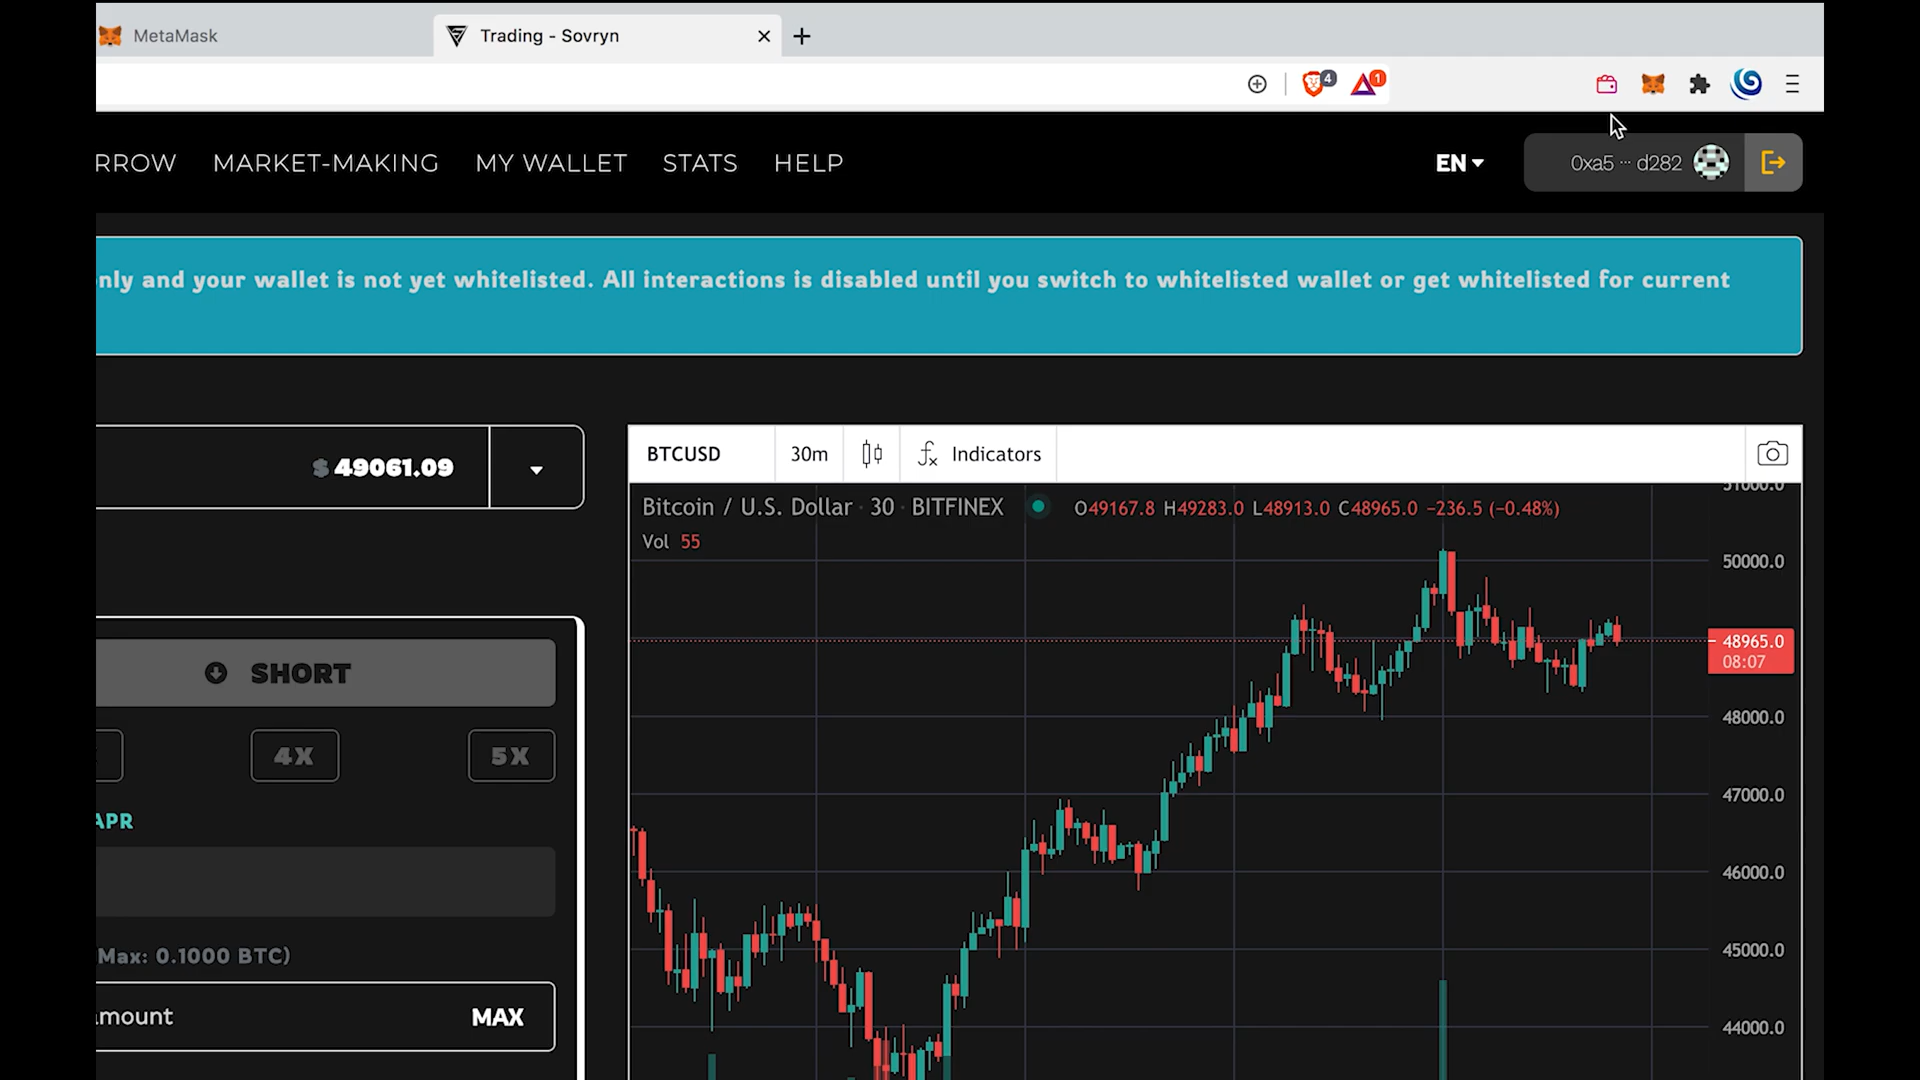 MetaMask
Trading - Sovryn
4
1
RROW MARKET-MAKING MY WALLET STATS HELP
EN
0xa5 ··· d282
nly and your wallet is not yet whitelisted. All interactions is disabled until you switch to whitelisted wallet or get whitelisted for current
$ 49061.09
BTCUSD 30m Indicators
Bitcoin / U.S. Dollar · 30 · BITFINEX O49167.8 H49283.0 L48913.0 C48965.0 −236.5 (−0.48%)
Vol 55
51000.0
50000.0
48965.0
08:07
48000.0
47000.0
46000.0
45000.0
44000.0
SHORT
4X
5X
APR
Max: 0.1000 BTC)
mount MAX